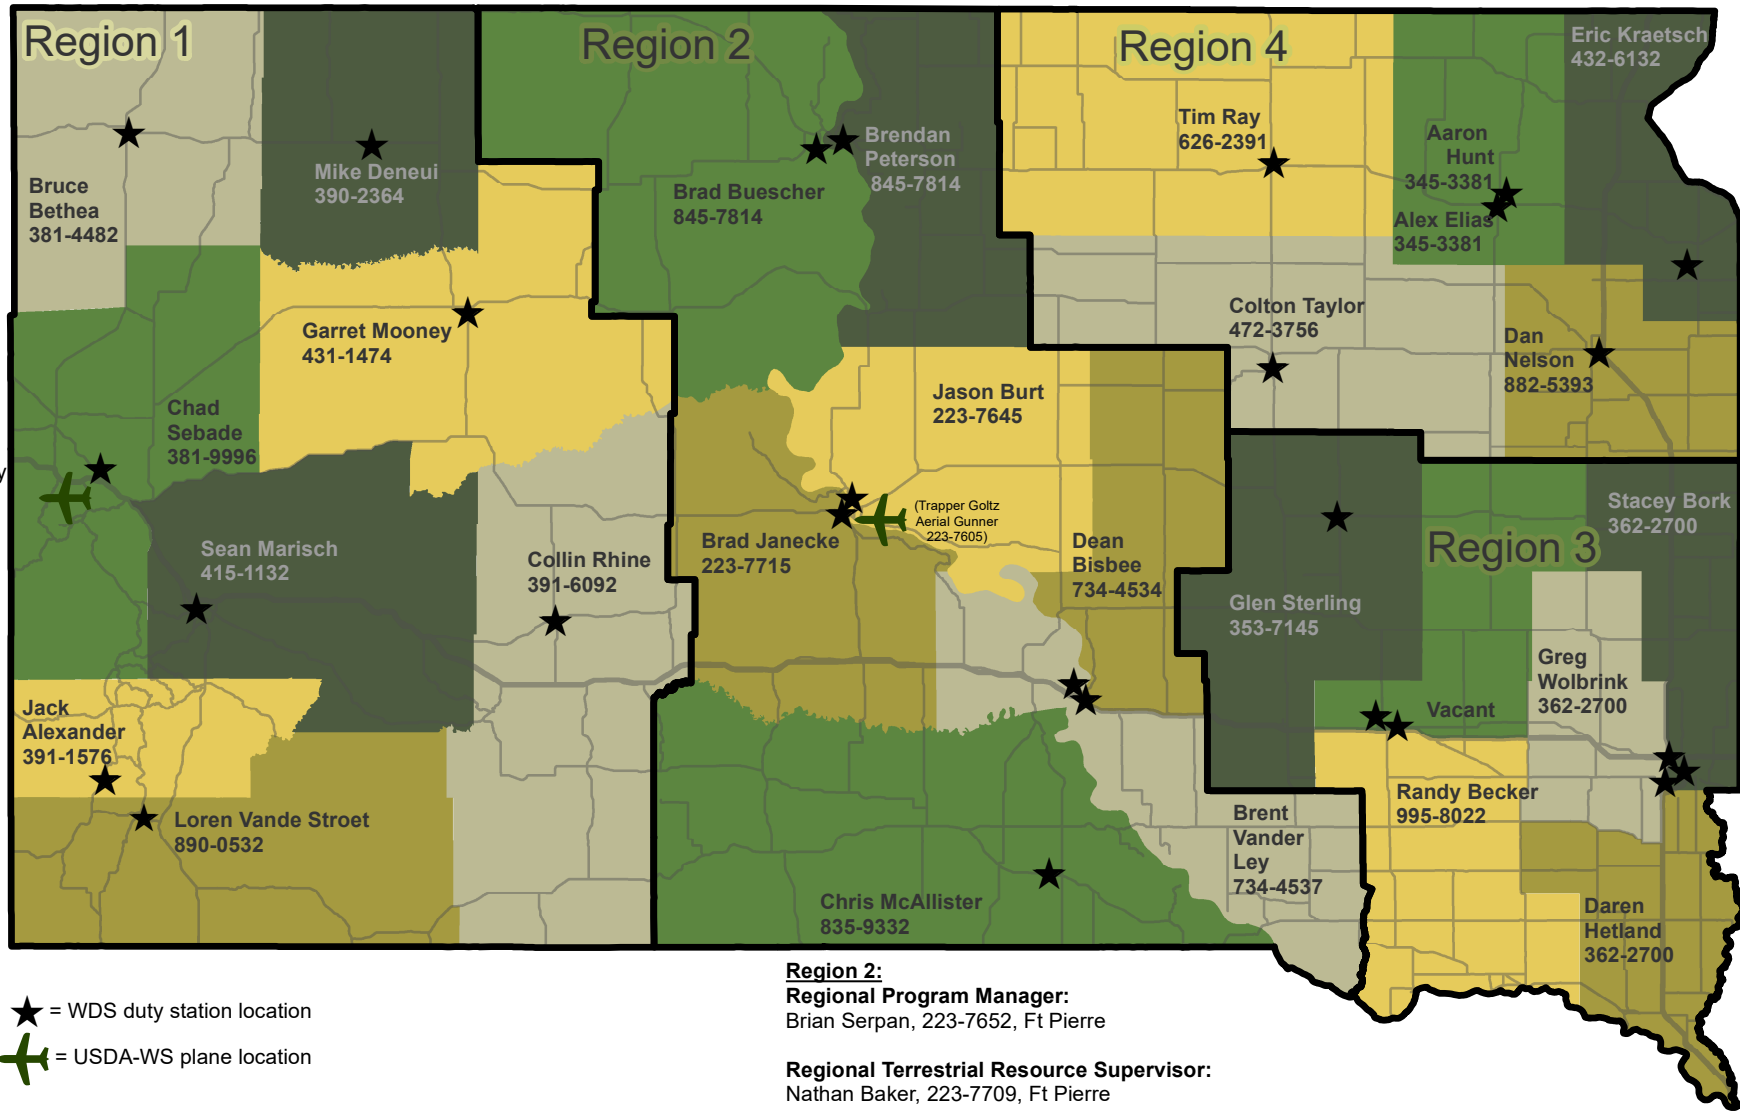 Region 1
Region 2
Region 4
Eric Kraetsch
432-6132
Tim Ray
626-2391
Aaron
Hunt
345-3381
Brendan
Peterson
845-7814
Mike Deneui
390-2364
Bruce
Bethea
381-4482
Brad Buescher
845-7814
Alex Elias
345-3381
Colton Taylor
472-3756
Garret Mooney
431-1474
Dan
Nelson
882-5393
Jason Burt
223-7645
Chad
Sebade
381-9996
y
Stacey Bork
362-2700
(Trapper Goltz
Aerial Gunner
223-7605)
Region 3
Sean Marisch
415-1132
Collin Rhine
391-6092
Brad Janecke
223-7715
Dean
Bisbee
734-4534
Glen Sterling
353-7145
Greg
Wolbrink
362-2700
Jack
Alexander
391-1576
Vacant
Randy Becker
995-8022
Loren Vande Stroet
890-0532
Brent
Vander
Ley
734-4537
Chris McAllister
835-9332
Daren
Hetland
362-2700
= WDS duty station location
= USDA-WS plane location
Region 2:
Regional Program Manager:
Brian Serpan, 223-7652, Ft Pierre
Regional Terrestrial Resource Supervisor:
Nathan Baker, 223-7709, Ft Pierre